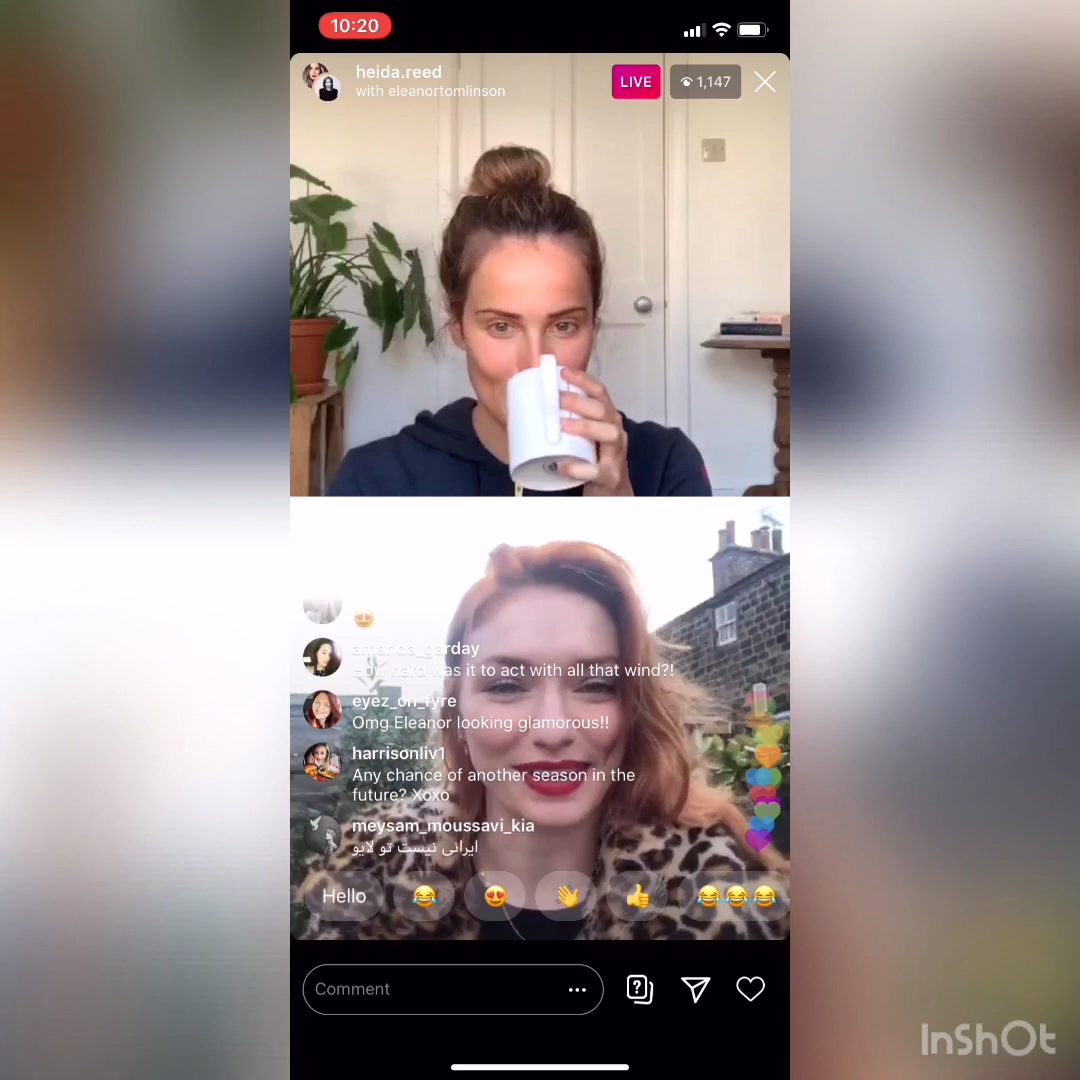 10:20
heida.reed
with eleanortomlinson
LIVE
1,147
amanda_garday
How hard was it to act with all that wind?!
eyez_on_fyre
Omg Eleanor looking glamorous!!
harrisonliv1
Any chance of another season in the
future? Xoxo
meysam_moussavi_kia
ایرانی نیست تو لایو
Hello
Comment
InShOt